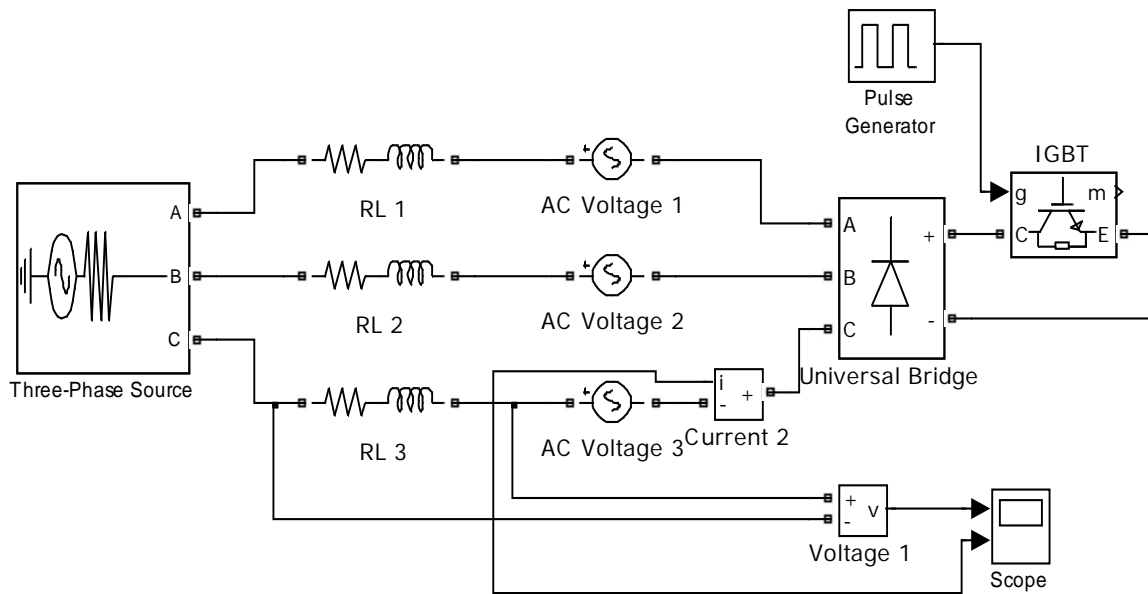 Pulse
Generator
IGBT
g
m
C
E
RL 1
AC Voltage 1
A
B
C
Three-Phase Source
RL 2
AC Voltage 2
A
B
C
+
-
Universal Bridge
RL 3
AC Voltage 3
i
-
+
Current 2
+
-
v
Voltage 1
Scope